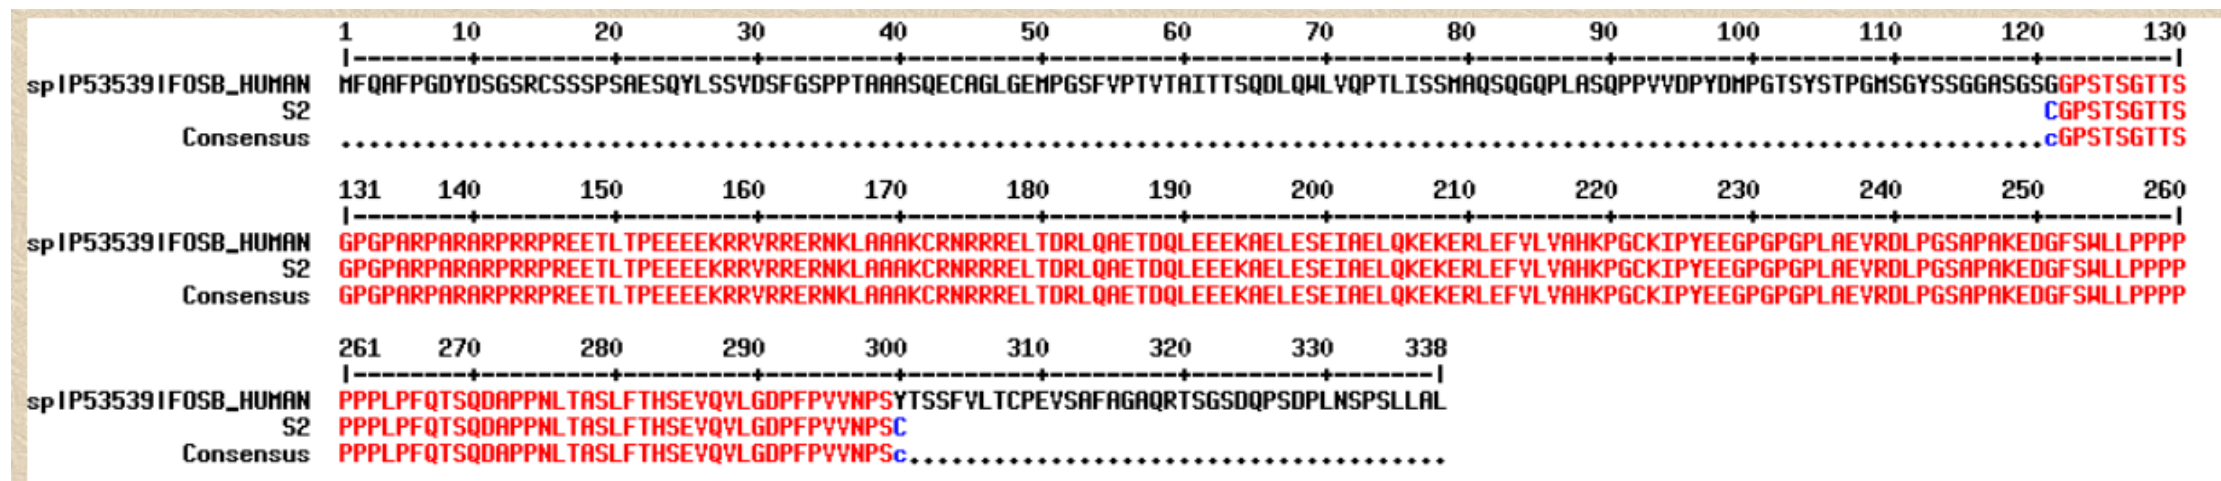 1 10 20 30 40 50 60 70 80 90 100 110 120 130
|--------+---------+---------+---------+---------+---------+---------+---------+---------+---------+---------+---------+---------|
sp|P53539|FOSB_HUMAN MFQAFPGDYDSGSRCSSSPSAESQYLSSVDSFGSPPTAAASQECAGLGEMPGSFVPTVTAITTSQDLQWLVQPTLISSMAQSQGQPLASQPPVVDPYDMPGTSYSTPGMSGYSSGGASGSGGPSTSGTTS
S2 CGPSTSGTTS
Consensus ........................................................................................................................cGPSTSGTTS
131 140 150 160 170 180 190 200 210 220 230 240 250 260
|--------+---------+---------+---------+---------+---------+---------+---------+---------+---------+---------+---------+---------|
sp|P53539|FOSB_HUMAN GPGPARPARARPRRPREETLTPEEEEKRRVRRERNKLAAAKCRNRRRELTDRLQAETDQLEEEKAELESEIAELQKEKERLEFVLVAHKPGCKIPYEEGPGPGPLAEVRDLPGSAPAKEDGFSWLLPPPP
S2 GPGPARPARARPRRPREETLTPEEEEKRRVRRERNKLAAAKCRNRRRELTDRLQAETDQLEEEKAELESEIAELQKEKERLEFVLVAHKPGCKIPYEEGPGPGPLAEVRDLPGSAPAKEDGFSWLLPPPP
Consensus GPGPARPARARPRRPREETLTPEEEEKRRVRRERNKLAAAKCRNRRRELTDRLQAETDQLEEEKAELESEIAELQKEKERLEFVLVAHKPGCKIPYEEGPGPGPLAEVRDLPGSAPAKEDGFSWLLPPPP
261 270 280 290 300 310 320 330 338
|--------+---------+---------+---------+---------+---------+---------+-------|
sp|P53539|FOSB_HUMAN PPPLPFQTSQDAPPNLTASLFTHSEVQVLGDPFPVVNPSYTSSFVLTCPEVSAFAGAQRTSGSDQPSDPLNSPSLLAL
S2 PPPLPFQTSQDAPPNLTASLFTHSEVQVLGDPFPVVNPSC
Consensus PPPLPFQTSQDAPPNLTASLFTHSEVQVLGDPFPVVNPSc......................................